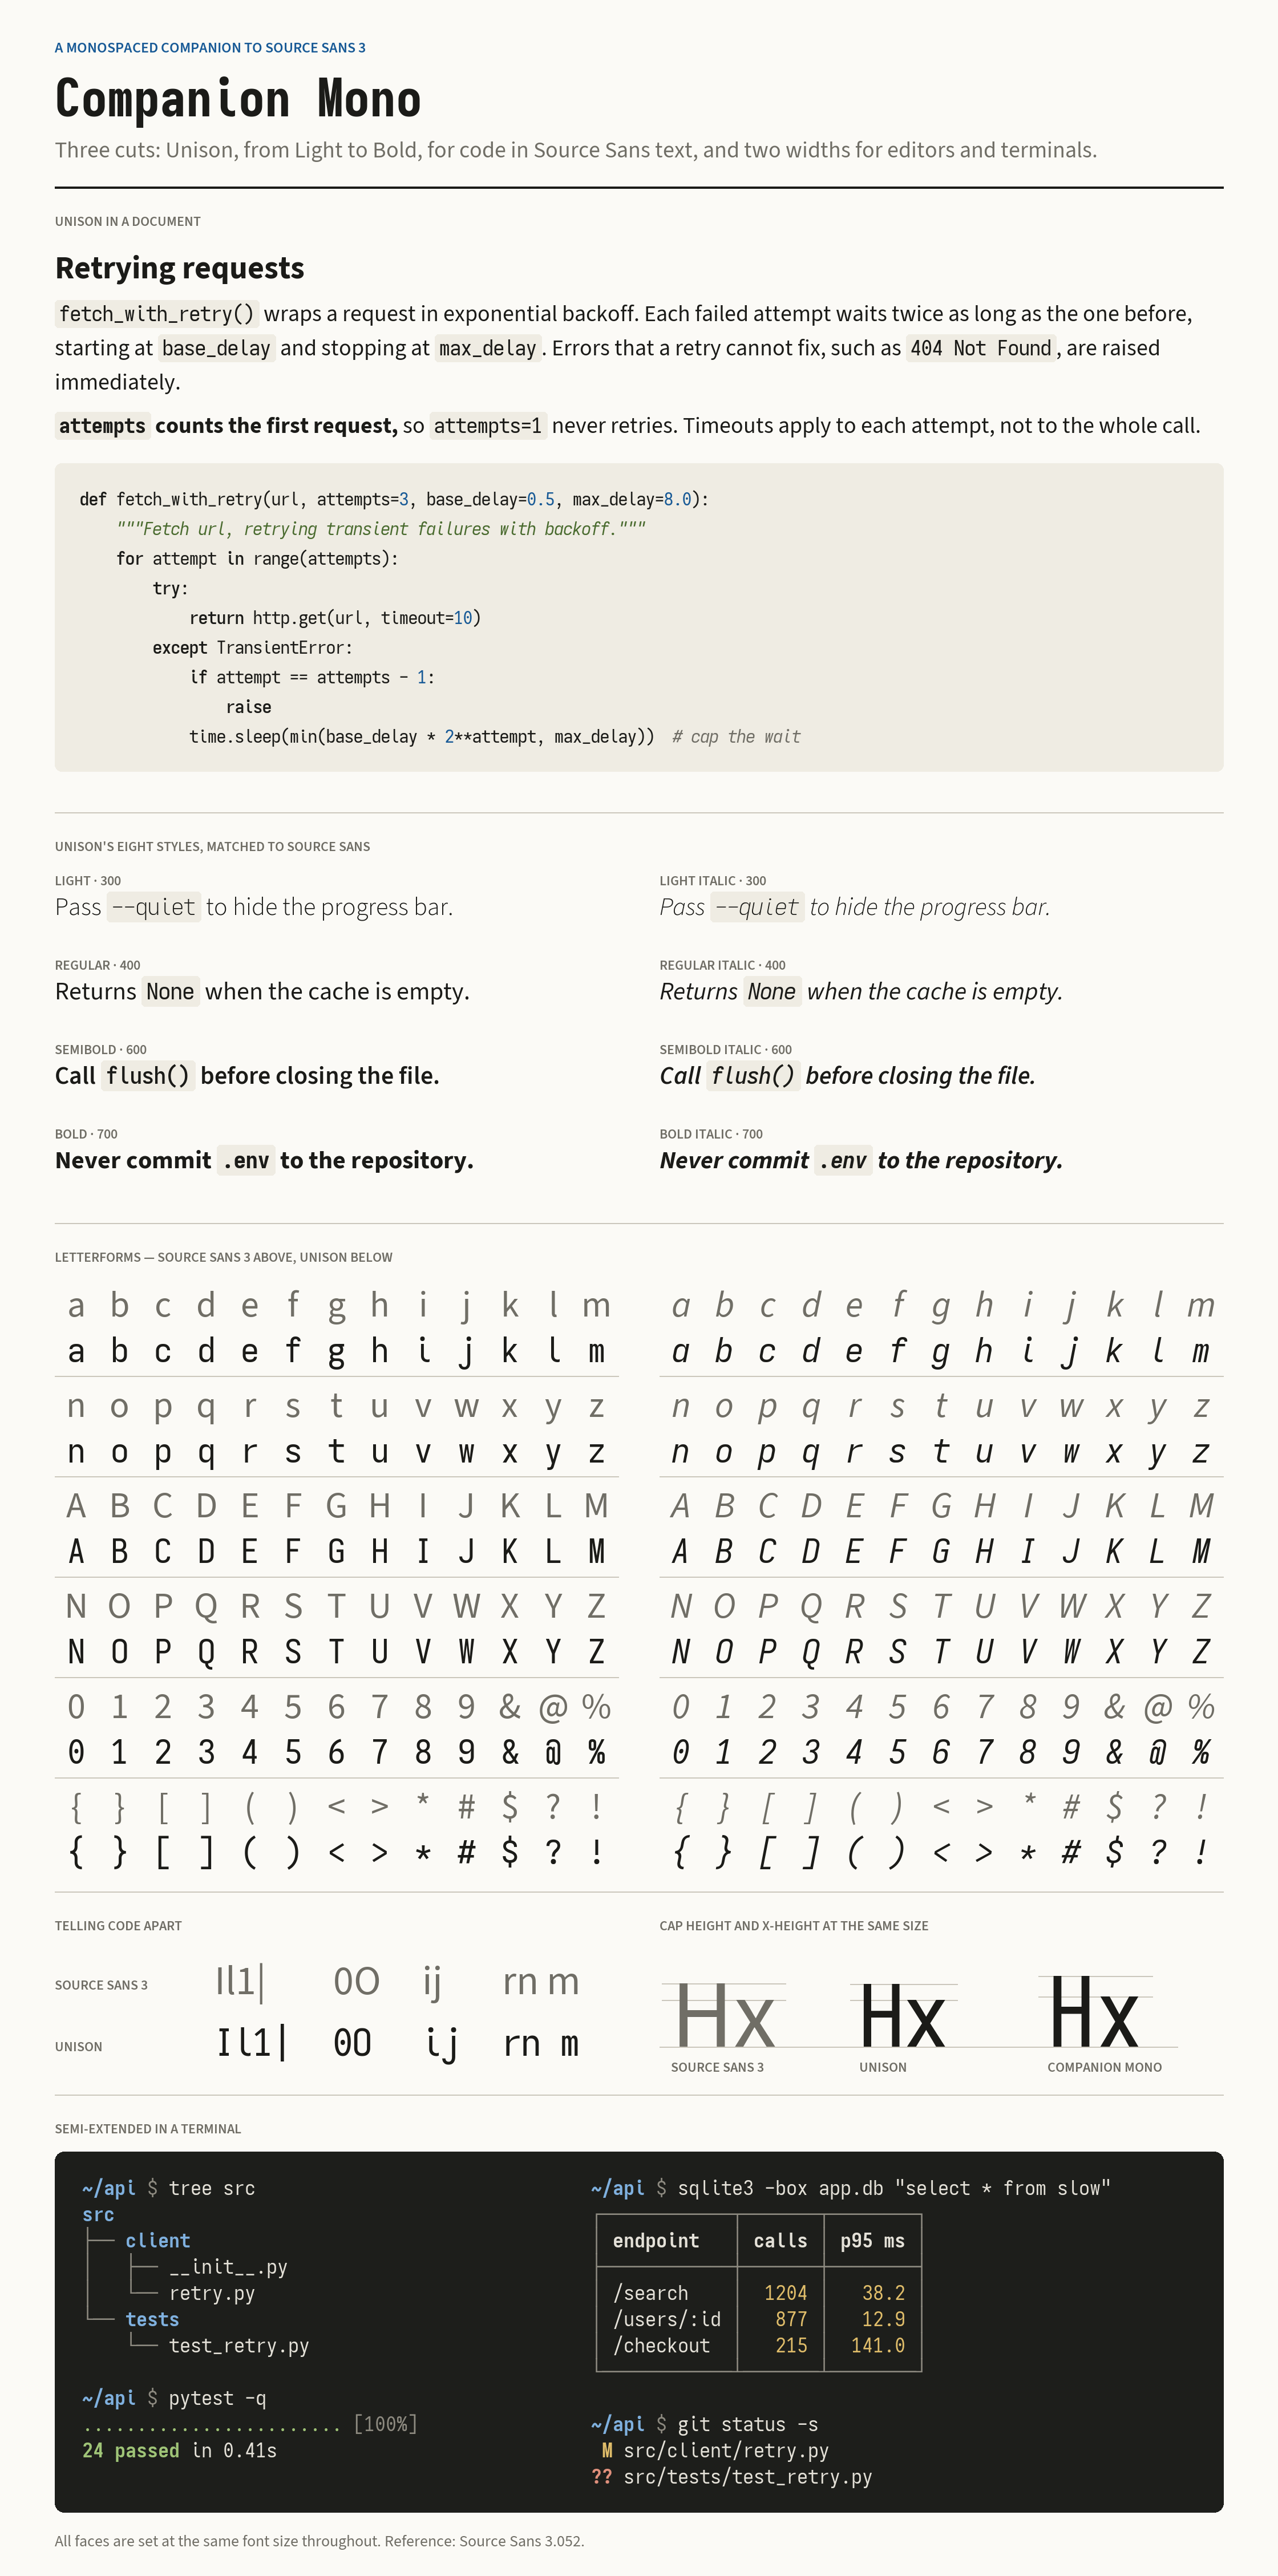 A MONOSPACED COMPANION TO SOURCE SANS 3
Companion Mono
Three cuts: Unison, from Light to Bold, for code in Source Sans text, and two widths for editors and terminals.
UNISON IN A DOCUMENT
Retrying requests
fetch_with_retry() wraps a request in exponential backoff. Each failed attempt waits twice as long as the one before,
starting at base_delay and stopping at max_delay. Errors that a retry cannot fix, such as 404 Not Found, are raised
immediately.
attempts counts the first request, so attempts=1 never retries. Timeouts apply to each attempt, not to the whole call.
def fetch_with_retry(url, attempts=3, base_delay=0.5, max_delay=8.0):
    """Fetch url, retrying transient failures with backoff."""
    for attempt in range(attempts):
        try:
            return http.get(url, timeout=10)
        except TransientError:
            if attempt == attempts - 1:
                raise
            time.sleep(min(base_delay * 2**attempt, max_delay))  # cap the wait
UNISON'S EIGHT STYLES, MATCHED TO SOURCE SANS
LIGHT · 300
Pass --quiet to hide the progress bar.
LIGHT ITALIC · 300
Pass --quiet to hide the progress bar.
REGULAR · 400
Returns None when the cache is empty.
REGULAR ITALIC · 400
Returns None when the cache is empty.
SEMIBOLD · 600
Call flush() before closing the file.
SEMIBOLD ITALIC · 600
Call flush() before closing the file.
BOLD · 700
Never commit .env to the repository.
BOLD ITALIC · 700
Never commit .env to the repository.
LETTERFORMS — SOURCE SANS 3 ABOVE, UNISON BELOW
a b c d e f g h i j k l m
a b c d e f g h i j k l m
n o p q r s t u v w x y z
n o p q r s t u v w x y z
A B C D E F G H I J K L M
A B C D E F G H I J K L M
N O P Q R S T U V W X Y Z
N O P Q R S T U V W X Y Z
0 1 2 3 4 5 6 7 8 9 & @ %
0 1 2 3 4 5 6 7 8 9 & @ %
{ } [ ] ( ) < > * # $ ? !
{ } [ ] ( ) < > * # $ ? !
a b c d e f g h i j k l m
a b c d e f g h i j k l m
n o p q r s t u v w x y z
n o p q r s t u v w x y z
A B C D E F G H I J K L M
A B C D E F G H I J K L M
N O P Q R S T U V W X Y Z
N O P Q R S T U V W X Y Z
0 1 2 3 4 5 6 7 8 9 & @ %
0 1 2 3 4 5 6 7 8 9 & @ %
{ } [ ] ( ) < > * # $ ? !
{ } [ ] ( ) < > * # $ ? !
TELLING CODE APART
SOURCE SANS 3 Il1| 0O ij rn m
UNISON Il1| 0O ij rn m
CAP HEIGHT AND X-HEIGHT AT THE SAME SIZE
Hx Hx Hx
SOURCE SANS 3 UNISON COMPANION MONO
SEMI-EXTENDED IN A TERMINAL
~/api $ tree src
src
├── client
│   ├── __init__.py
│   └── retry.py
└── tests
    └── test_retry.py
~/api $ pytest -q
........................ [100%]
24 passed in 0.41s
~/api $ sqlite3 -box app.db "select * from slow"
endpoint calls p95 ms
/search 1204 38.2
/users/:id 877 12.9
/checkout 215 141.0
~/api $ git status -s
 M src/client/retry.py
?? src/tests/test_retry.py
All faces are set at the same font size throughout. Reference: Source Sans 3.052.